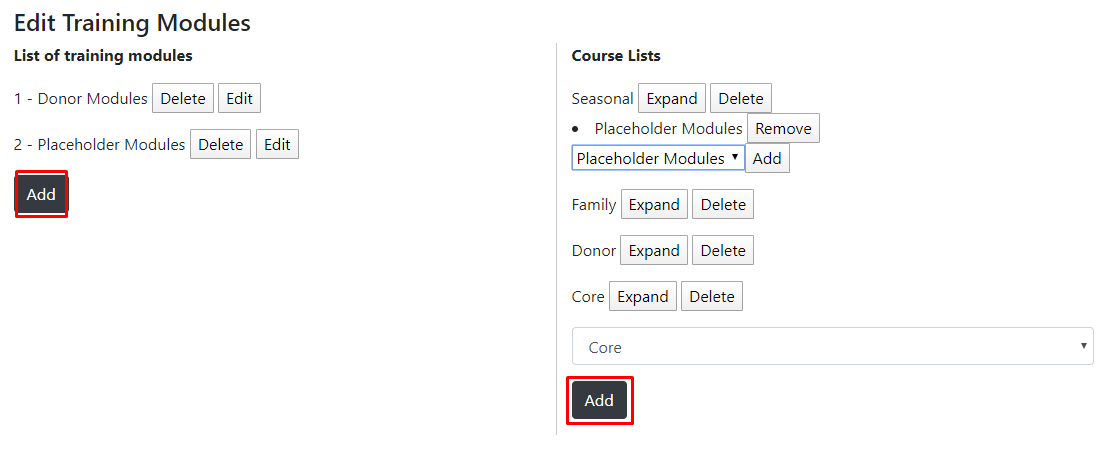 Edit Training Modules
List of training modules
1 - Donor Modules Delete Edit
2 - Placeholder Modules Delete Edit
Add
Course Lists
Seasonal Expand Delete
• Placeholder Modules Remove
Placeholder Modules Add
Family Expand Delete
Donor Expand Delete
Core Expand Delete
Core
Add